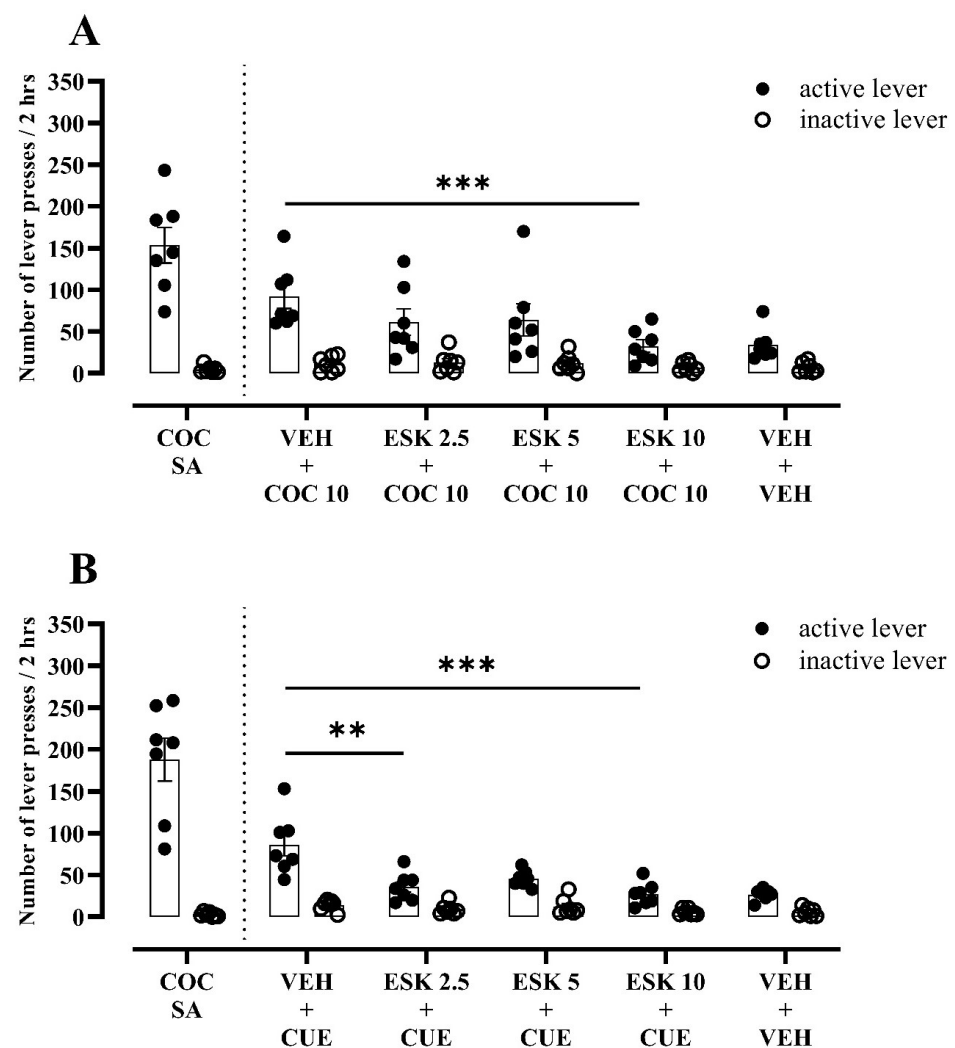 A
Number of lever presses / 2 hrs
350
300
250
200
150
100
50
0
active lever
inactive lever
***
COC
SA
VEH
+
COC 10
ESK 2.5
+
COC 10
ESK 5
+
COC 10
ESK 10
+
COC 10
VEH
+
VEH
B
Number of lever presses / 2 hrs
350
300
250
200
150
100
50
0
active lever
inactive lever
***
**
COC
SA
VEH
+
CUE
ESK 2.5
+
CUE
ESK 5
+
CUE
ESK 10
+
CUE
VEH
+
VEH